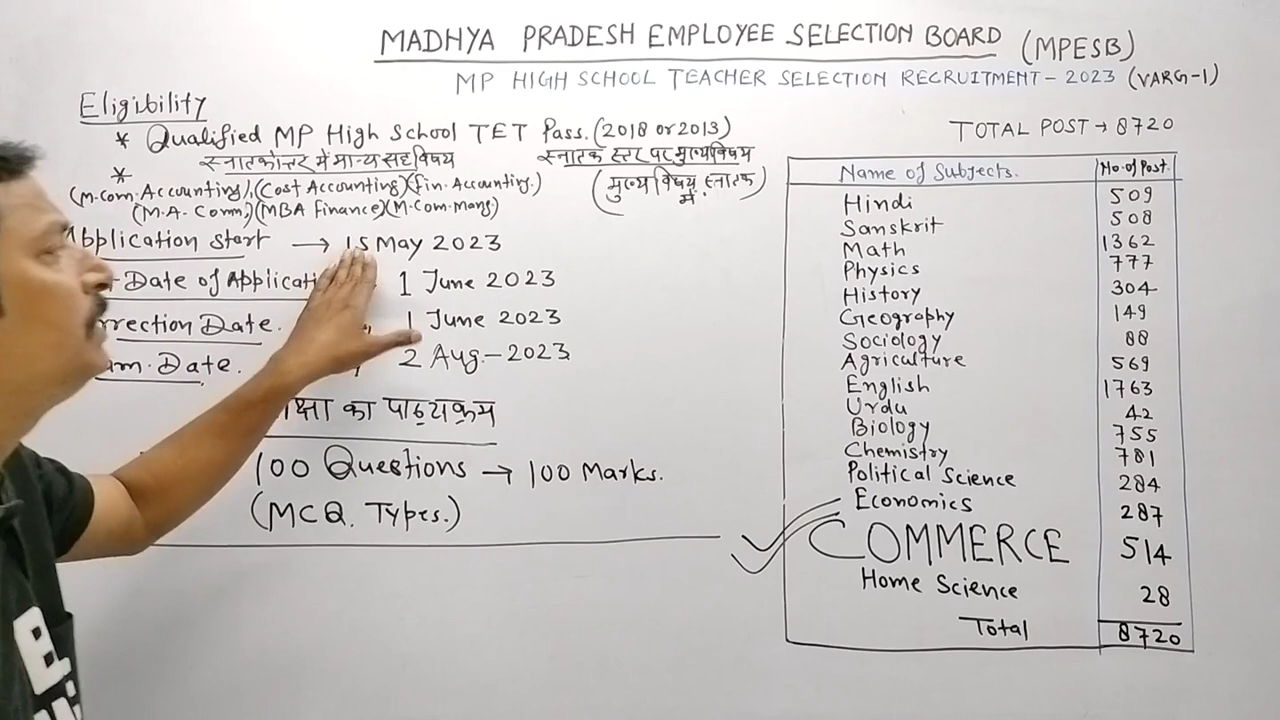 MADHYA PRADESH EMPLOYEE SELECTION BOARD (MPESB)
MP HIGH SCHOOL TEACHER SELECTION RECRUITMENT - 2023 (VARG-1)
Eligibility
* Qualified MP High School TET Pass. (2018 or 2013)
* स्नातकोत्तर में मान्य सह विषय
स्नातक स्तर पर मुख्य विषय
(M.com. Accounting), (Cost Accounting) (Fin. Accounting.)
(मुख्य विषय स्नातक में.)
(M.A. Comm,) (MBA Finance) (M.Com. Mang.)
Application start → 15 May 2023
Date of Applicati 1 June 2023
rrection Date. 1 June 2023
am. Date. 2 Aug. - 2023
क्षा का पाठ्यक्रम
100 Questions → 100 Marks.
(MCQ. Types.)
TOTAL POST → 8720
Name of Subjects. No. of Post.
Hindi 509
Sanskrit 508
Math 1362
Physics 777
History 304
Geography 149
Sociology 88
Agriculture 569
English 1763
Urdu 42
Biology 755
Chemistry 781
Political Science 284
Economics 287
COMMERCE 514
Home Science 28
Total 8720